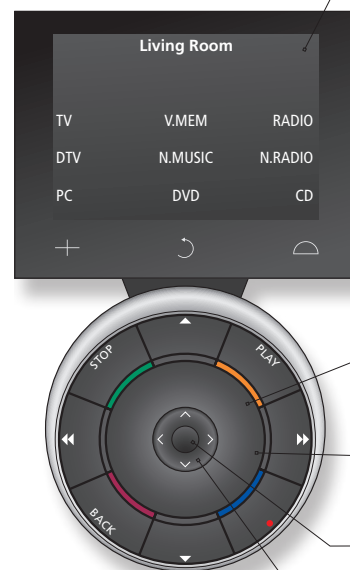 Living Room
TV V.MEM RADIO
DTV N.MUSIC N.RADIO
PC DVD CD
STOP PLAY
BACK